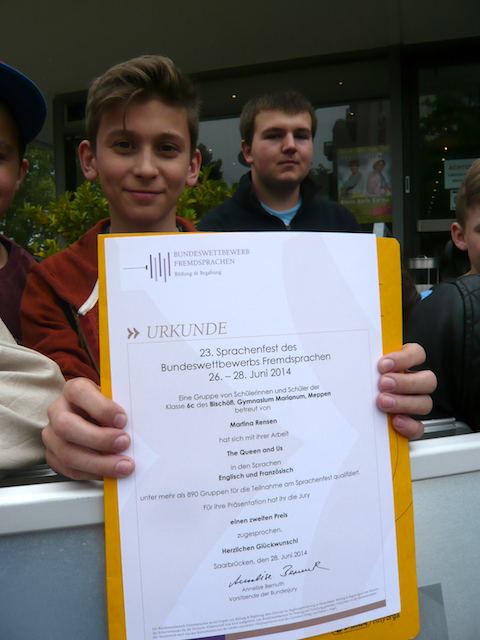 BUNDESWETTBEWERB
FREMDSPRACHEN
Bildung & Begabung
» URKUNDE
23. Sprachenfest des
Bundeswettbewerbs Fremdsprachen
26. – 28. Juni 2014
Eine Gruppe von Schülerinnen und Schüler der
Klasse 6c des Bischöfl. Gymnasium Marianum, Meppen
betreut von
Martina Rensen
hat sich mit ihrer Arbeit
The Queen and Us
in den Sprachen
Englisch und Französisch
unter mehr als 890 Gruppen für die Teilnahme am Sprachenfest qualifiziert.
Für ihre Präsentation hat ihr die Jury
einen zweiten Preis
zugesprochen.
Herzlichen Glückwunsch!
Saarbrücken, den 28. Juni 2014
Annelise Bernuth
Vorsitzende der Bundesjury